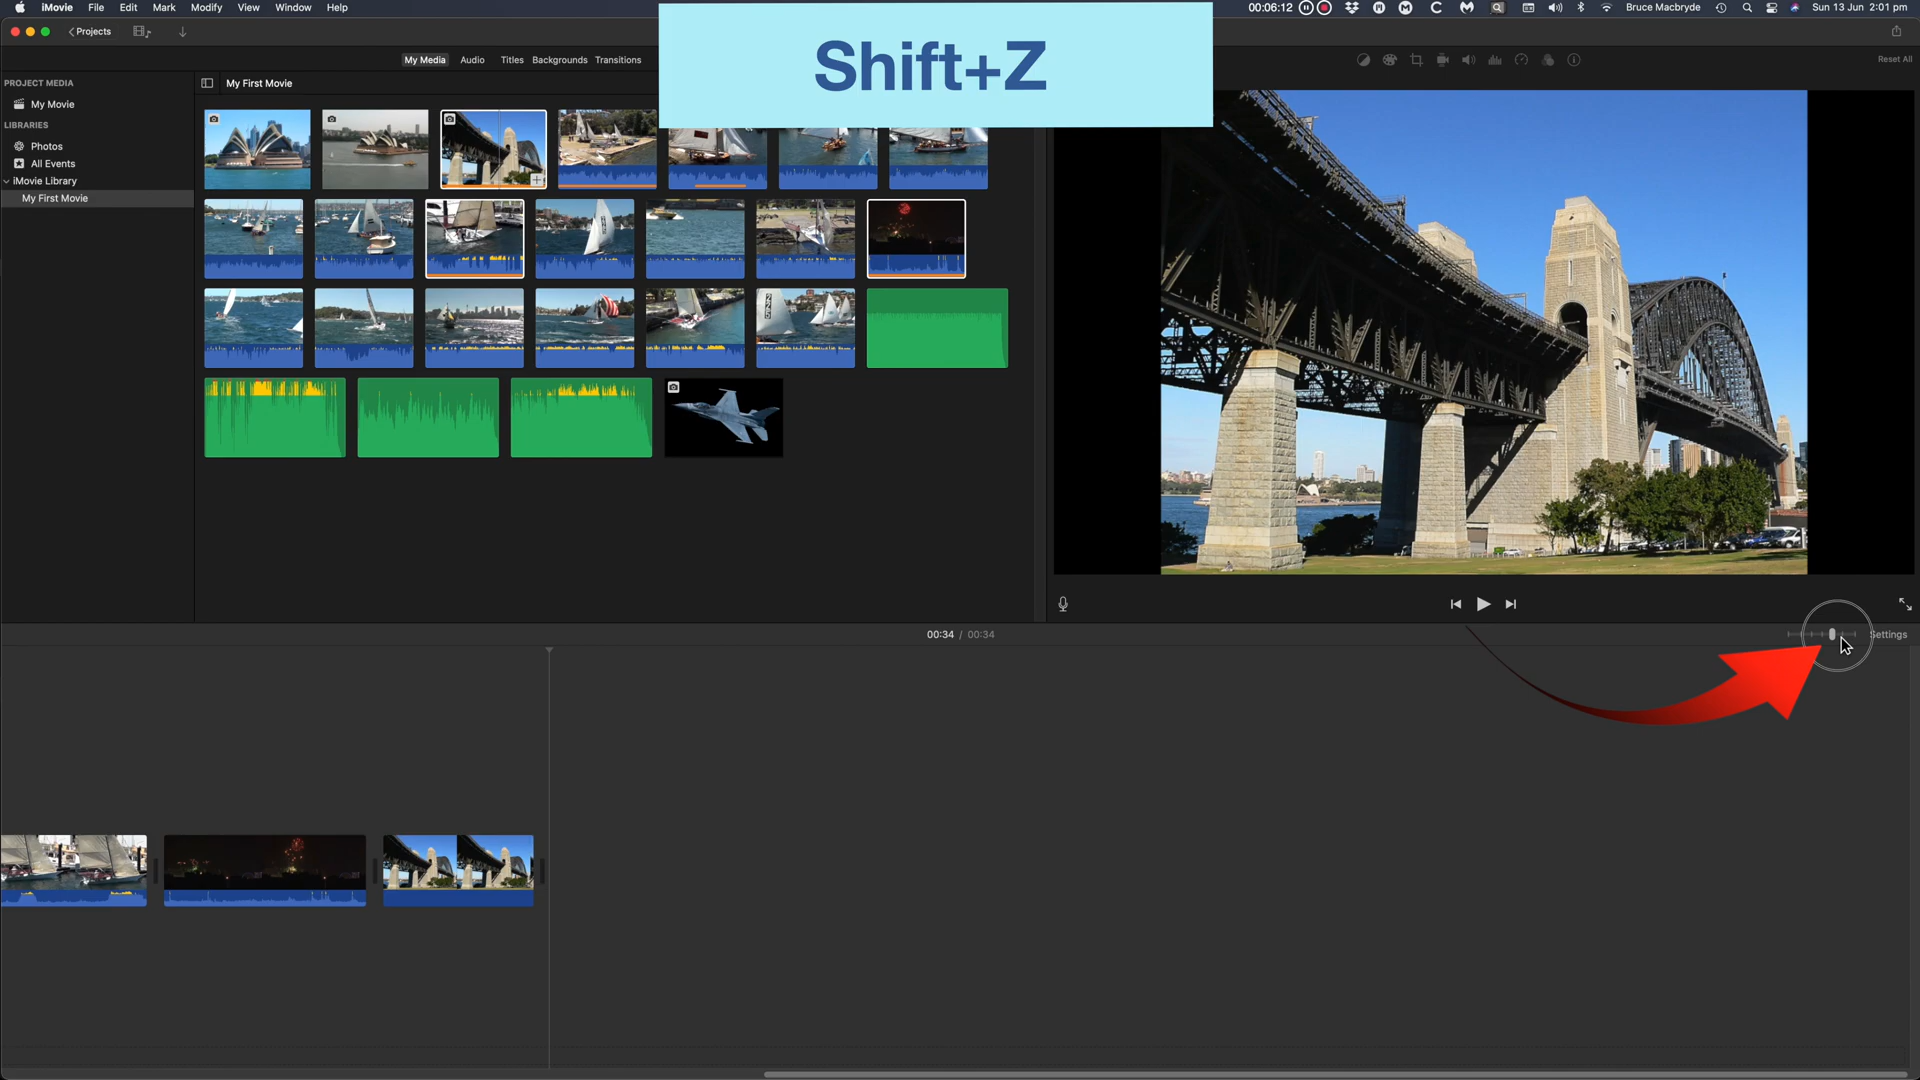 iMovie File Edit Mark Modify View Window Help
00:06:12
Bruce Macbryde
Sun 13 Jun 2:01 pm
Shift+Z
Projects
My Media Audio Titles Backgrounds Transitions
Reset All
PROJECT MEDIA
My Movie
LIBRARIES
Photos
All Events
iMovie Library
My First Movie
My First Movie
00:34 / 00:34
Settings